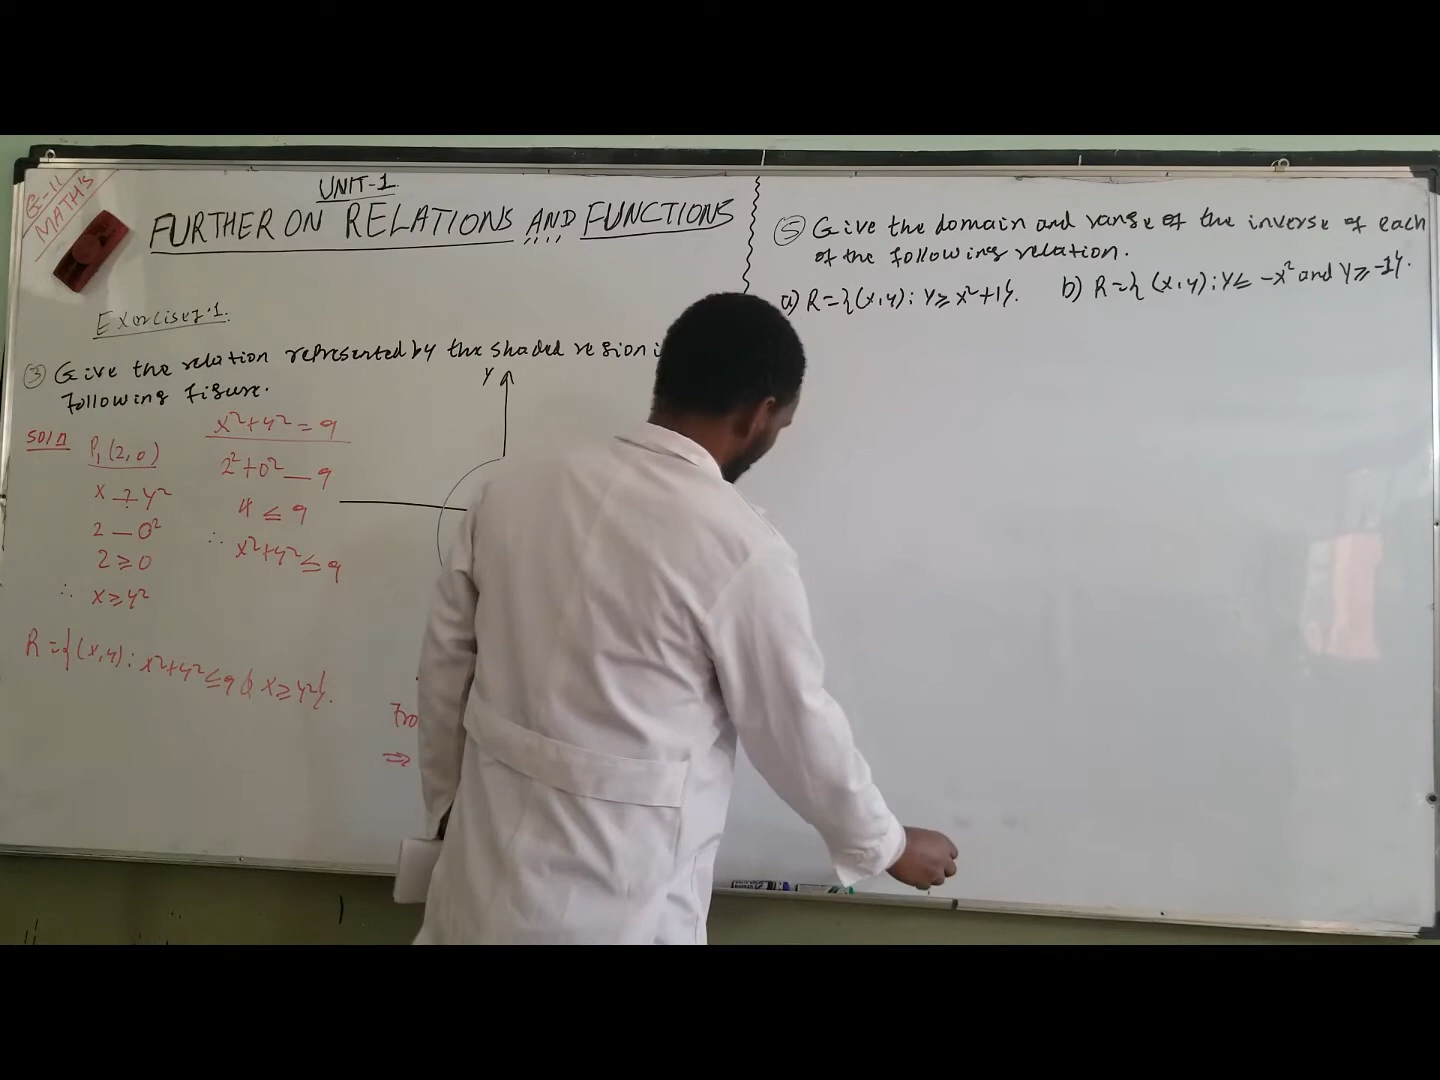 G-11
MATH'S
UNIT-1.
FURTHER ON RELATIONS AND FUNCTIONS
Exercise 1.1.
③ Give the relation represented by the shaded region i
following figure.
Y
soln
P₁(2,0)
x ? y²
2 — 0²
2 ≥ 0
∴ x ≥ y²
x²+y² = 9
2²+0² — 9
4 ≤ 9
∴ x²+y² ≤ 9
R = {(x,y): x²+y² ≤ 9 & x ≥ y²}.
Fro
⇒
⑤ Give the domain and range of the inverse of each
of the following relation.
a) R = {(x,y): y ≥ x²+1}.
b) R = { (x,y): y ≤ -x² and y ≥ -1}.